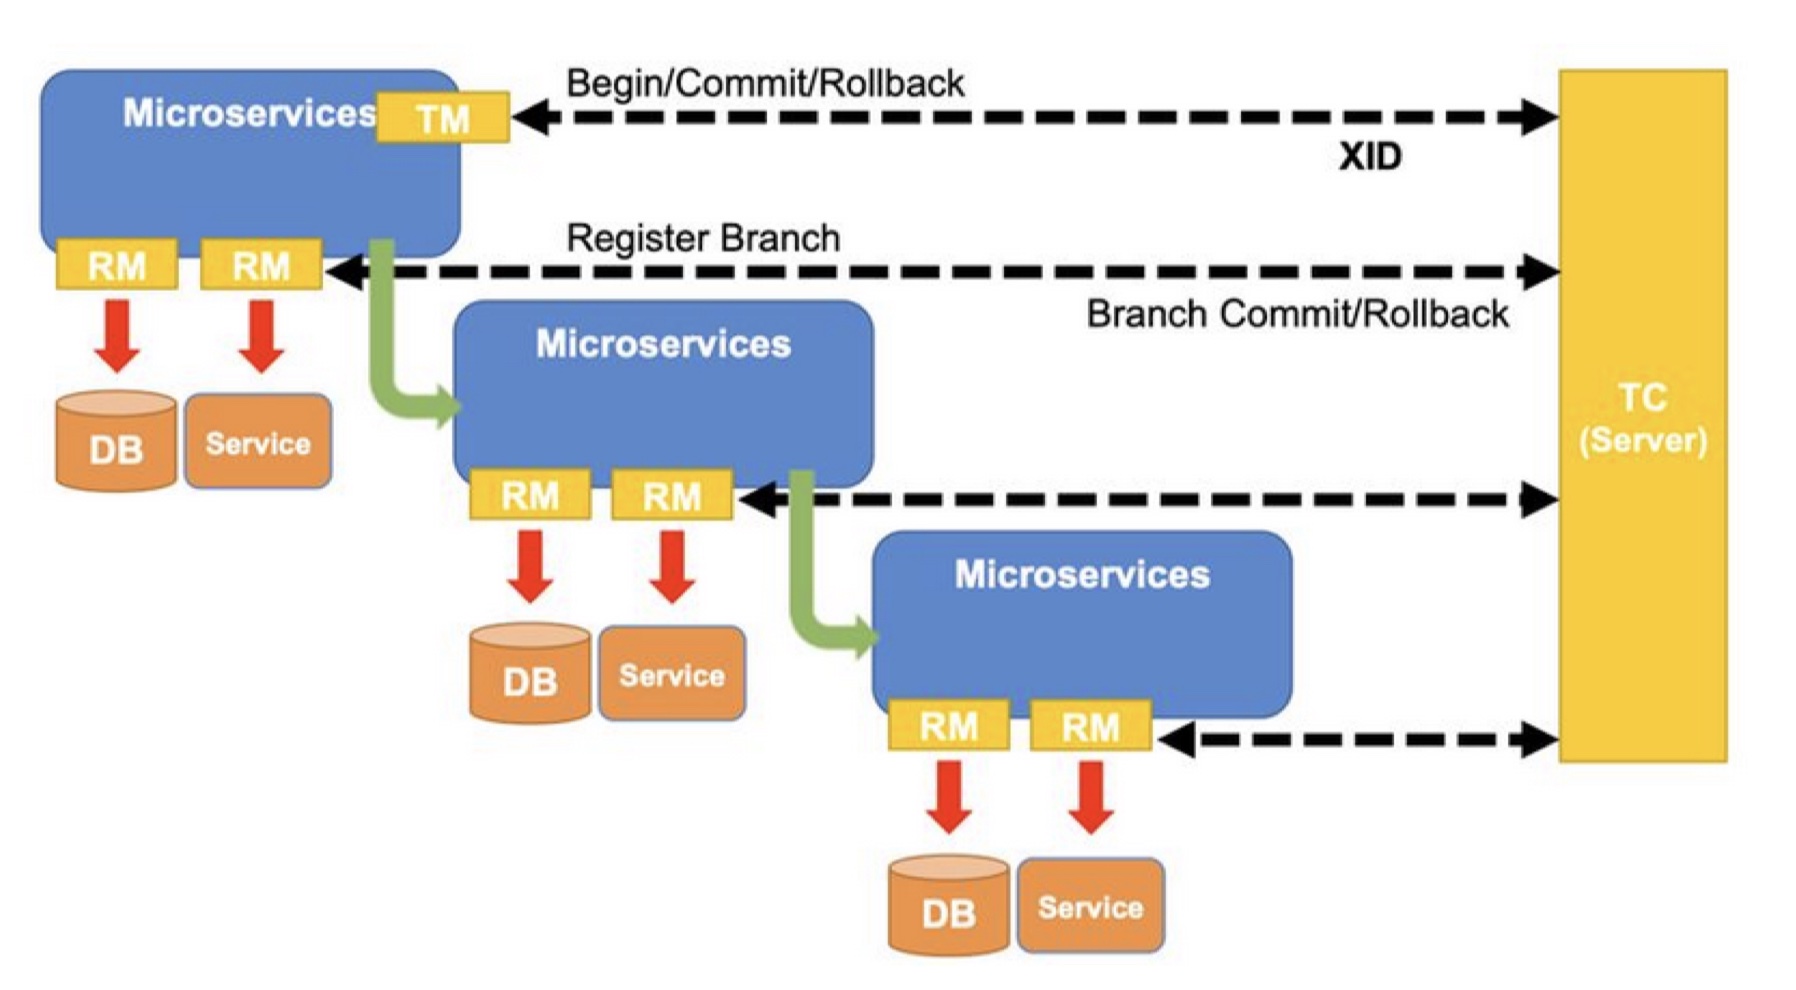 Begin/Commit/Rollback
Microservices
TM
XID
Register Branch
RM
RM
Branch Commit/Rollback
Microservices
TC
(Server)
DB
Service
RM
RM
Microservices
DB
Service
RM
RM
DB
Service